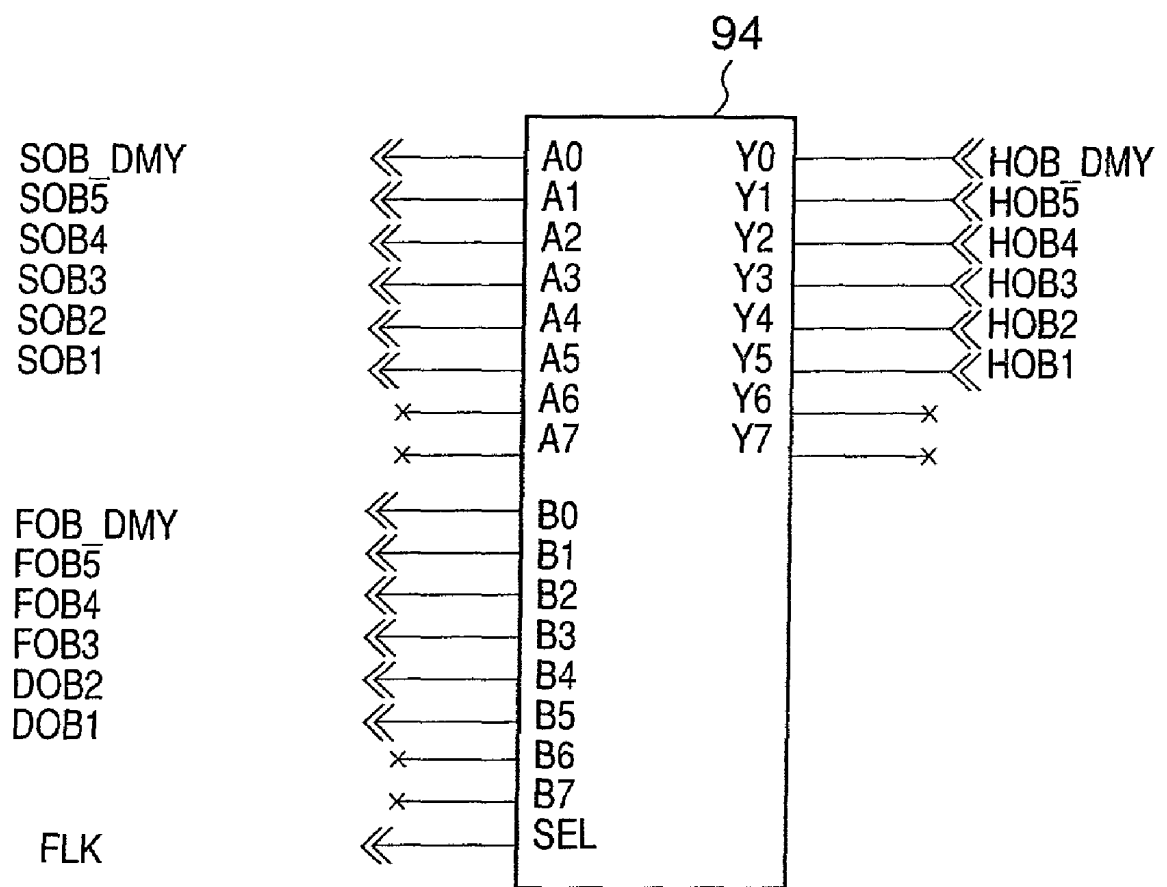 94
SOB_DMY A0 Y0 HOB_DMY
SOB5 A1 Y1 HOB5
SOB4 A2 Y2 HOB4
SOB3 A3 Y3 HOB3
SOB2 A4 Y4 HOB2
SOB1 A5 Y5 HOB1
A6 Y6
A7 Y7
FOB_DMY B0
FOB5 B1
FOB4 B2
FOB3 B3
DOB2 B4
DOB1 B5
B6
B7
FLK SEL